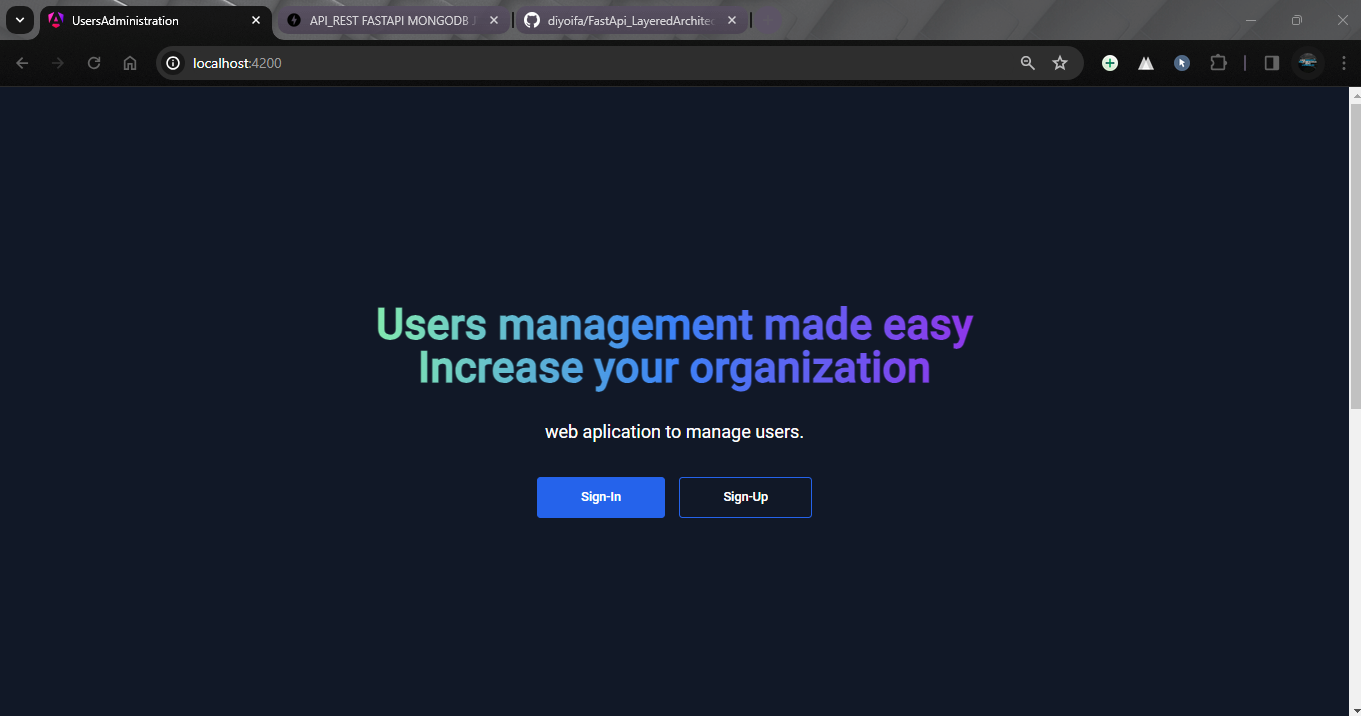 UsersAdministration
API_REST FASTAPI MONGODB
diyoifa/FastApi_LayeredArchitec
localhost:4200
Users management made easy
Increase your organization
web aplication to manage users.
Sign-In
Sign-Up